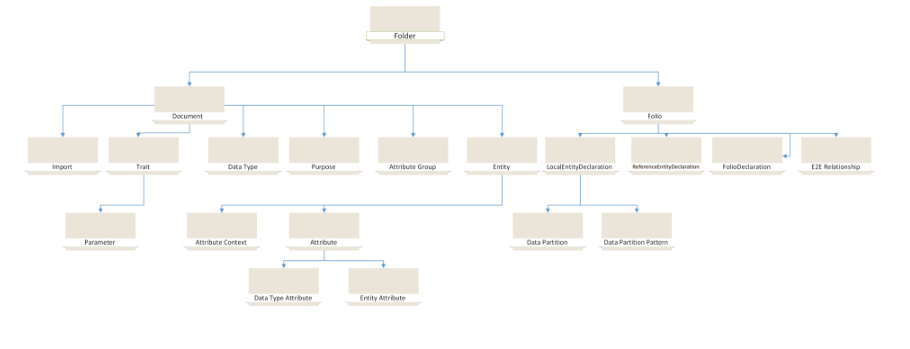 Folder
Document
Folio
Import
Trait
Data Type
Purpose
Attribute Group
Entity
LocalEntityDeclaration
ReferenceEntityDeclaration
FolioDeclaration
E2E Relationship
Parameter
Attribute Context
Attribute
Data Partition
Data Partition Pattern
Data Type Attribute
Entity Attribute